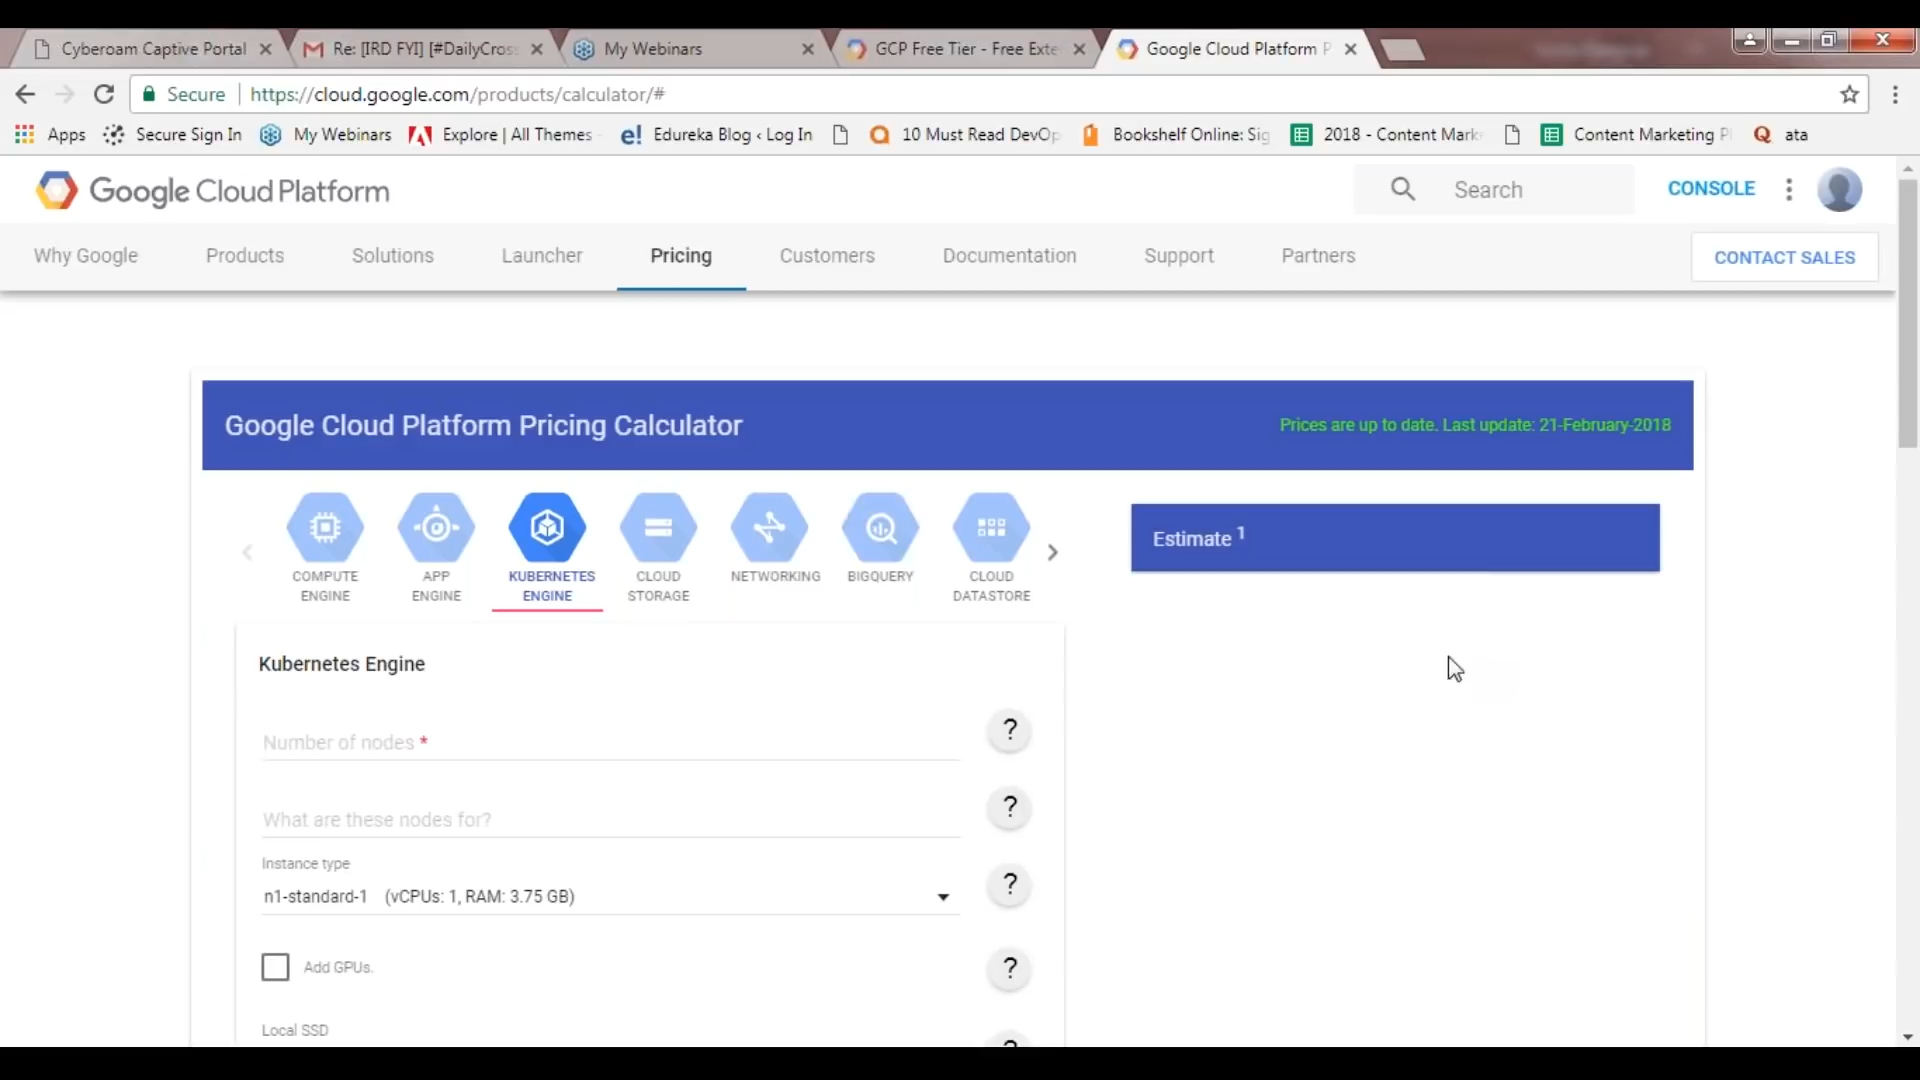 Cyberoam Captive Portal
Re: [IRD FYI] [#DailyCros
My Webinars
GCP Free Tier - Free Exte
Google Cloud Platform P
Secure
https://cloud.google.com/products/calculator/#
Apps
Secure Sign In
My Webinars
Explore | All Themes
e! Edureka Blog ‹ Log In
10 Must Read DevOp
Bookshelf Online: Sig
2018 - Content Mark
Content Marketing P
ata
Google Cloud Platform
Search
CONSOLE
Why Google
Products
Solutions
Launcher
Pricing
Customers
Documentation
Support
Partners
CONTACT SALES
Google Cloud Platform Pricing Calculator
Prices are up to date. Last update: 21-February-2018
COMPUTE
ENGINE
APP
ENGINE
KUBERNETES
ENGINE
CLOUD
STORAGE
NETWORKING
BIGQUERY
CLOUD
DATASTORE
Estimate 1
Kubernetes Engine
Number of nodes *
?
What are these nodes for?
?
Instance type
n1-standard-1 (vCPUs: 1, RAM: 3.75 GB)
?
Add GPUs.
?
Local SSD